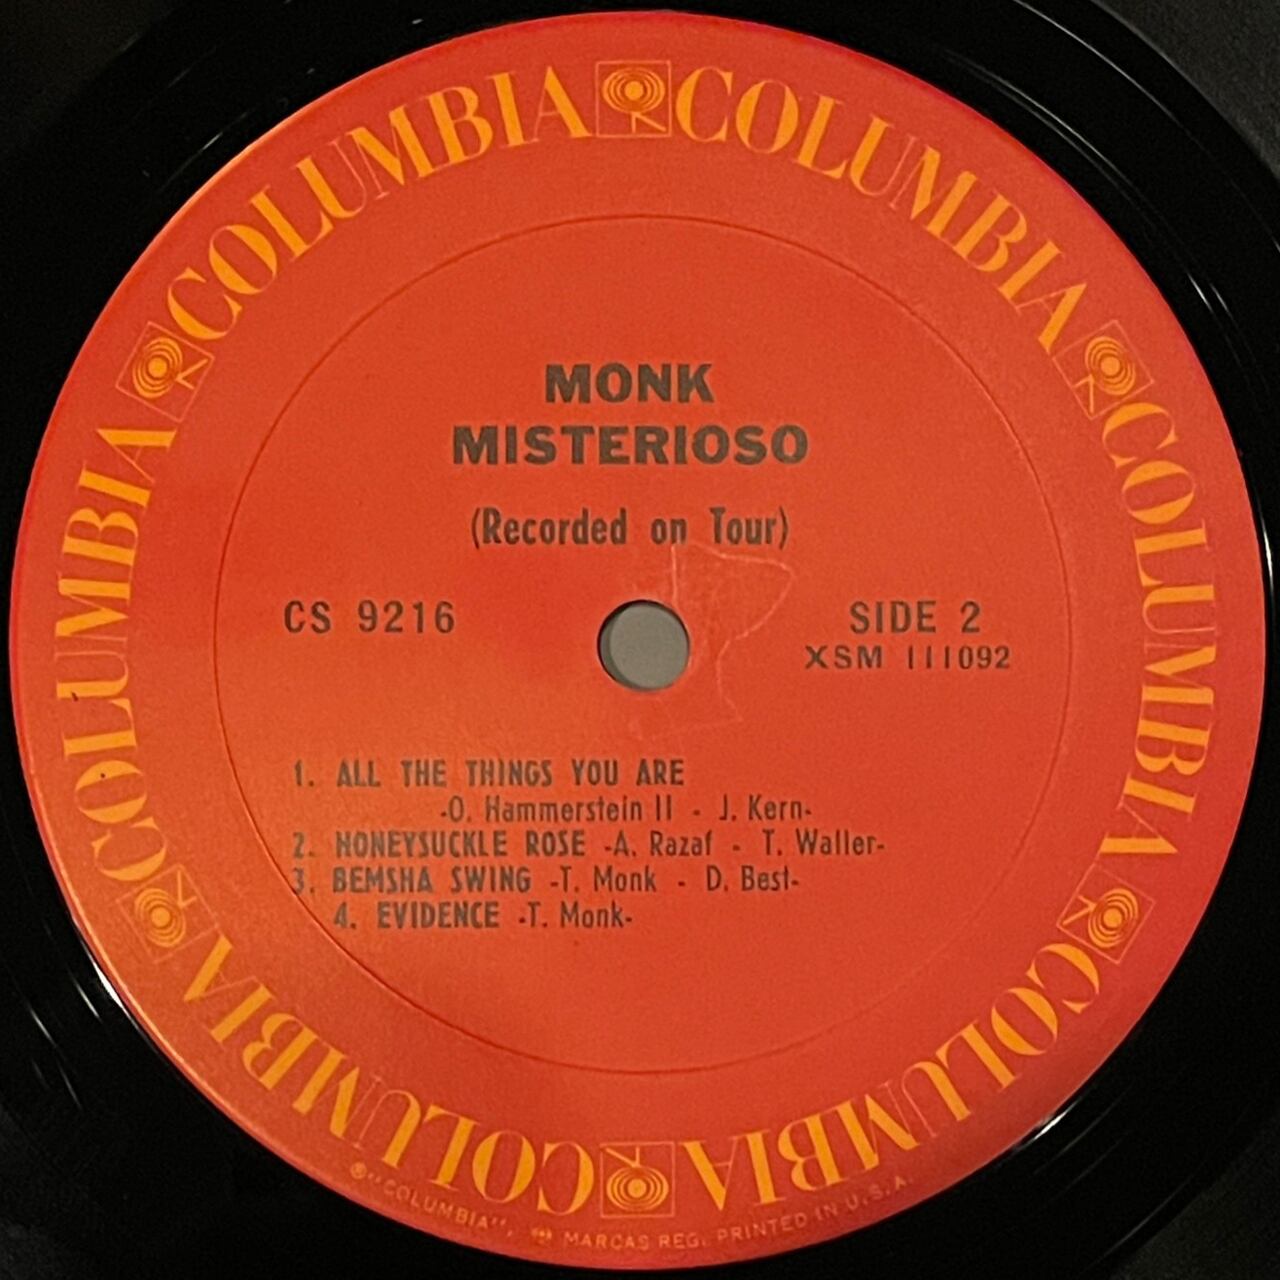 COLUMBIA COLUMBIA COLUMBIA COLUMBIA COLUMBIA COLUMBIA
MONK
MISTERIOSO
(Recorded on Tour)
CS 9216
SIDE 2
XSM 111092
1. ALL THE THINGS YOU ARE
-O. Hammerstein II - J. Kern-
2. HONEYSUCKLE ROSE -A. Razaf - T. Waller-
3. BEMSHA SWING -T. Monk - D. Best-
4. EVIDENCE -T. Monk-
®"COLUMBIA", MARCAS REG. PRINTED IN U.S.A.